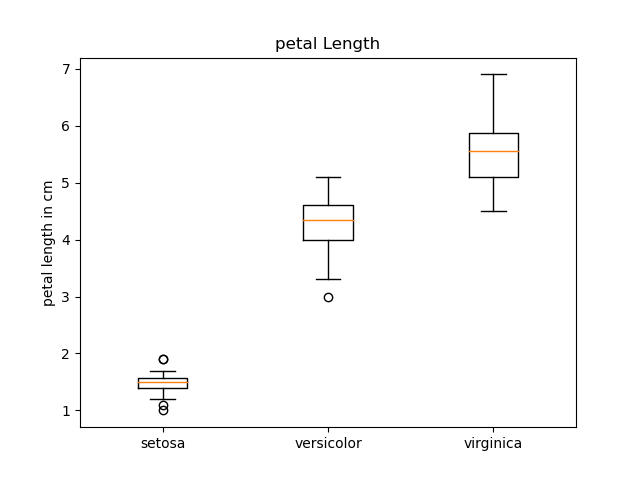 petal Length
petal length in cm
7
6
5
4
3
2
1
setosa
versicolor
virginica